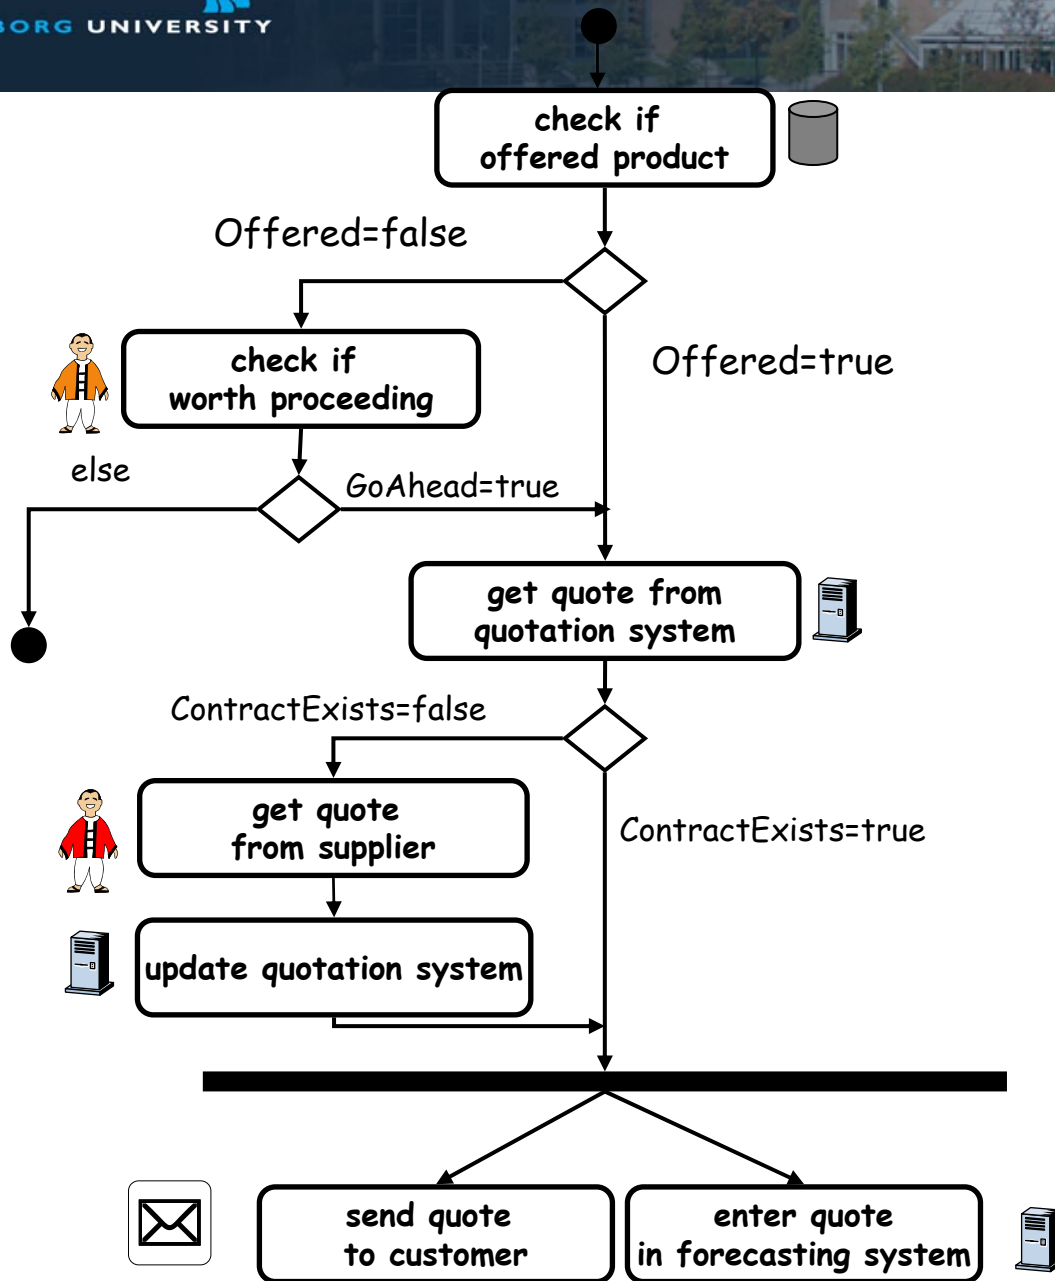 BORG UNIVERSITY
check if
offered product
Offered=false
check if
worth proceeding
Offered=true
else
GoAhead=true
get quote from
quotation system
ContractExists=false
get quote
from supplier
ContractExists=true
update quotation system
send quote
to customer
enter quote
in forecasting system